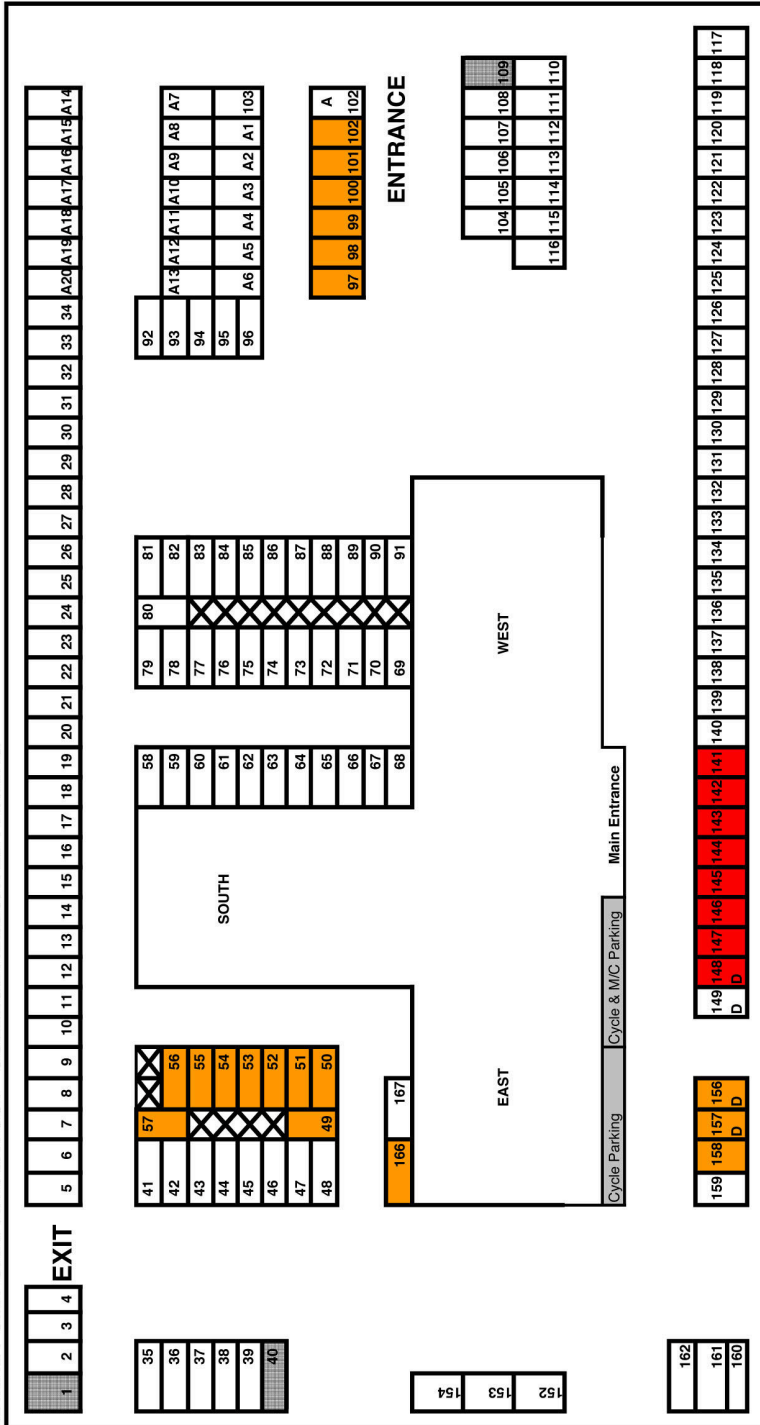 1 2 3 4 EXIT 5 6 7 8 9 10 11 12 13 14 15 16 17 18 19 20 21 22 23 24 25 26 27 28 29 30 31 32 33 34 A20 A19 A18 A17 A16 A15 A14
35 41 57 58 79 80 81 92
36 42 56 59 78 82 93 A13 A12 A11 A10 A9 A8 A7
37 43 55 60 77 83 94
38 44 54 SOUTH 61 76 84 95
39 45 53 62 75 85 96 A6 A5 A4 A3 A2 A1 103
40 46 52 63 74 86
47 51 64 73 87
48 49 50 65 72 88 A
66 71 89 97 98 99 100 101 102 102
67 70 90
166 167 68 69 91 ENTRANCE
154
153 EAST WEST 104 105 106 107 108 109
152 116 115 114 113 112 111 110
Cycle Parking Cycle & M/C Parking Main Entrance
162
161 159 158 157 156 149 148 147 146 145 144 143 142 141 140 139 138 137 136 135 134 133 132 131 130 129 128 127 126 125 124 123 122 121 120 119 118 117
160 D D D D